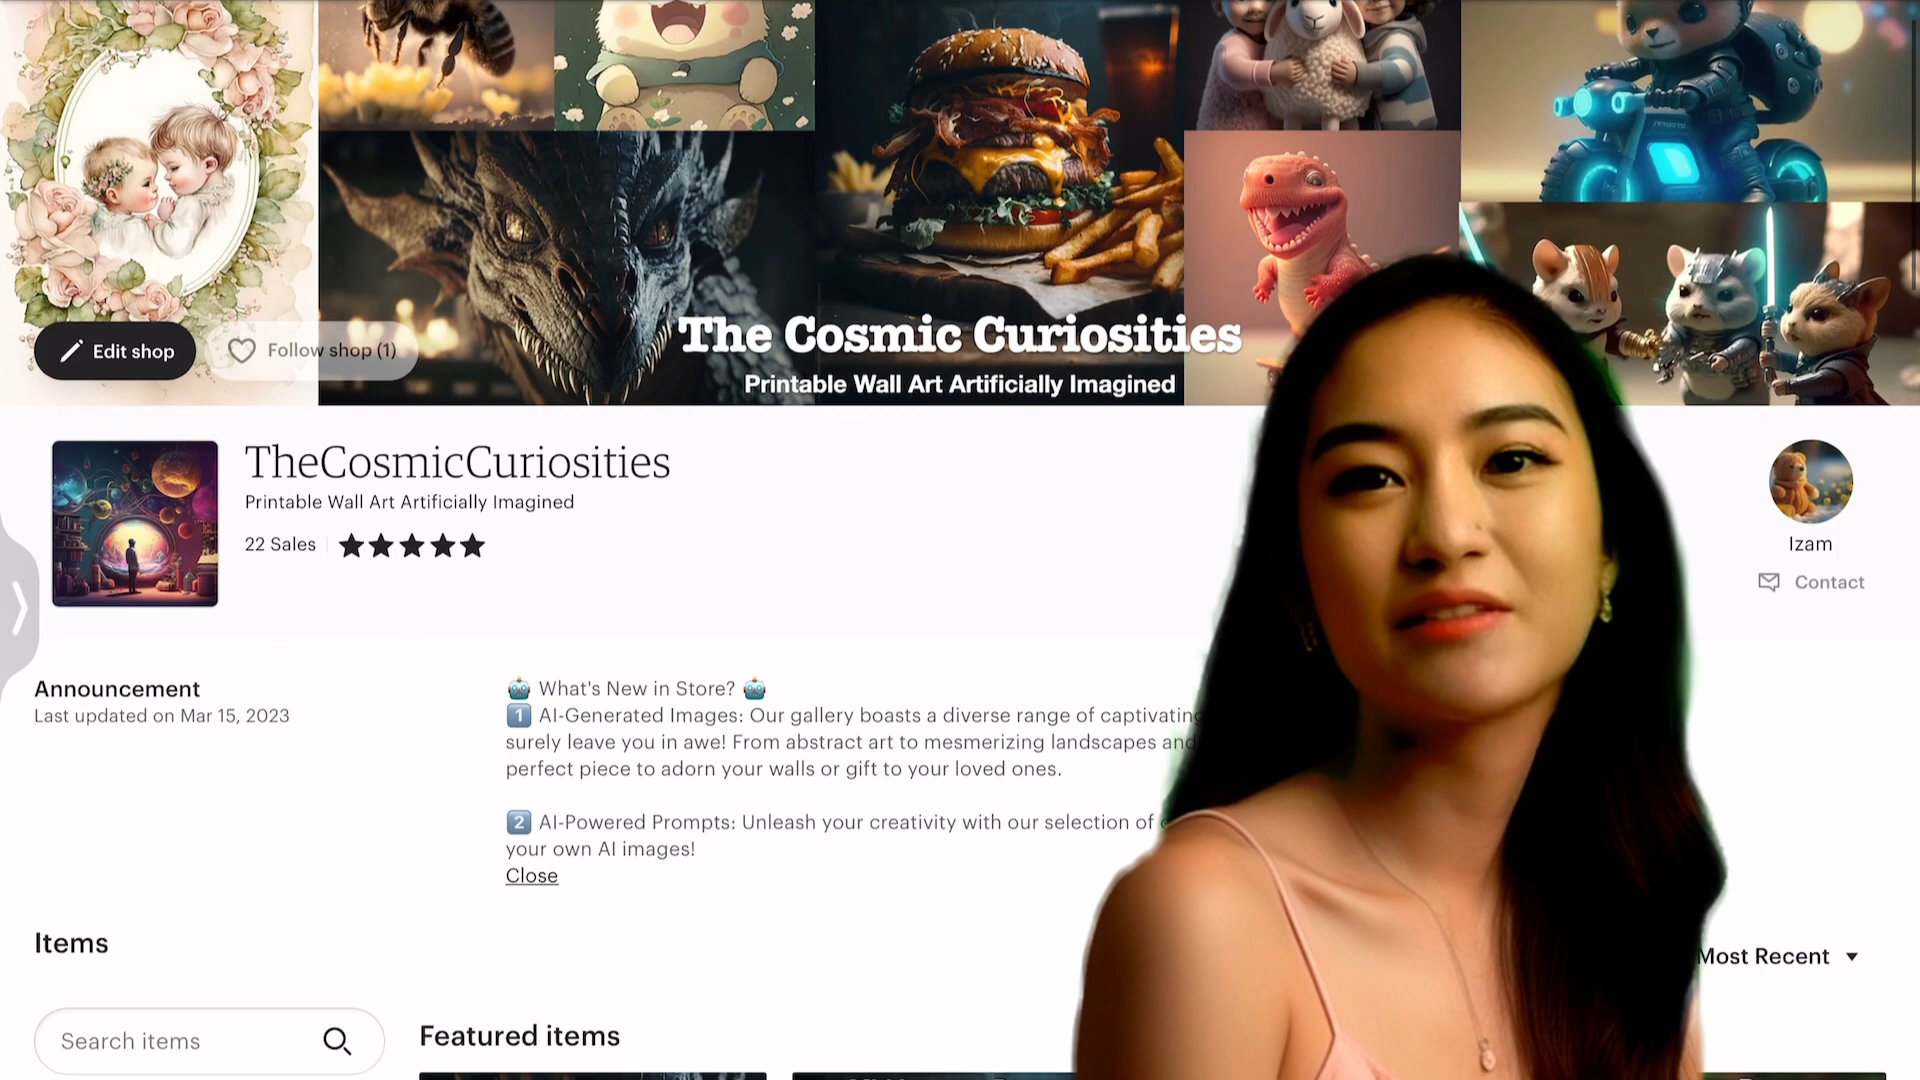 Edit shop
Follow shop (1)
The Cosmic Curiosities
Printable Wall Art Artificially Imagined
TheCosmicCuriosities
Printable Wall Art Artificially Imagined
22 Sales
Izam
Contact
Announcement
Last updated on Mar 15, 2023
🤖 What's New in Store? 🤖
1️⃣ AI-Generated Images: Our gallery boasts a diverse range of captivating
surely leave you in awe! From abstract art to mesmerizing landscapes and
perfect piece to adorn your walls or gift to your loved ones.
2️⃣ AI-Powered Prompts: Unleash your creativity with our selection of
your own AI images!
Close
Items
Most Recent
Search items
Featured items